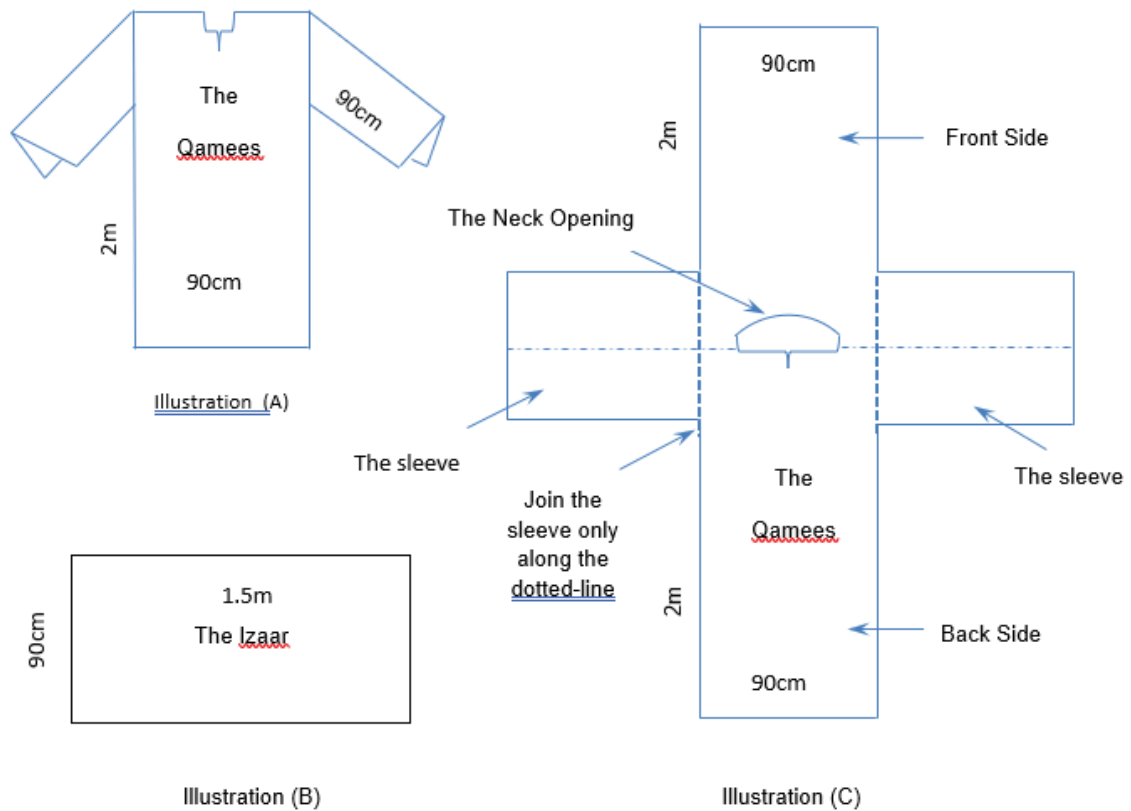 The
Qamees
90cm
2m
90cm
Illustration (A)
1.5m
The Izaar
90cm
Illustration (B)
90cm
2m
Front Side
The Neck Opening
The sleeve
Join the
sleeve only
along the
dotted-line
The
Qamees
The sleeve
2m
Back Side
90cm
Illustration (C)